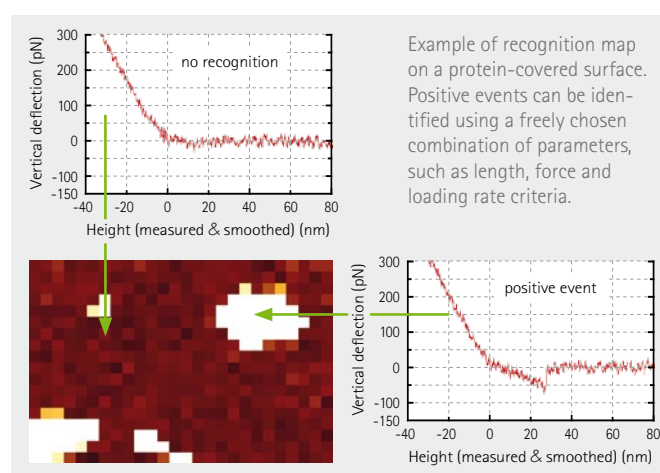 300
200
100
0
-100
-150
Vertical deflection (pN)
no recognition
-40 -20 0 20 40 60 80
Height (measured & smoothed) (nm)
Example of recognition map
on a protein-covered surface.
Positive events can be iden-
tified using a freely chosen
combination of parameters,
such as length, force and
loading rate criteria.
300
200
100
0
-100
-150
Vertical deflection (pN)
positive event
-40 -20 0 20 40 60 80
Height (measured & smoothed) (nm)